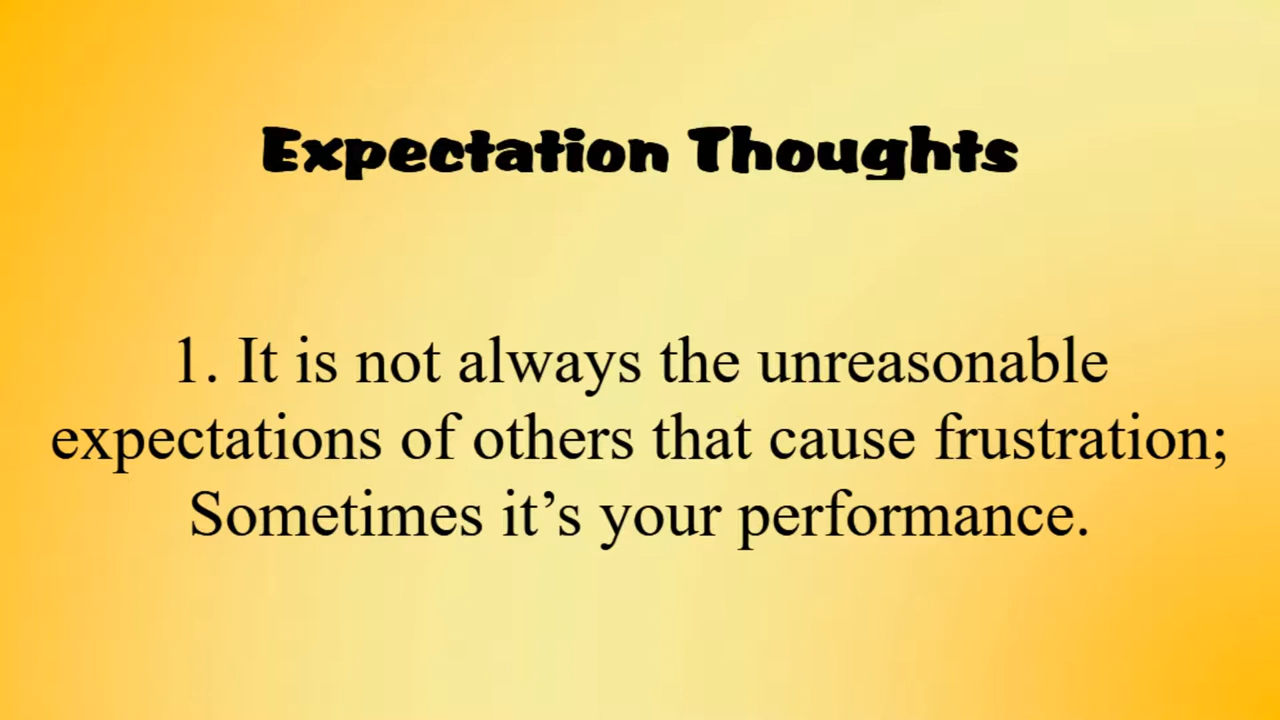 Expectation Thoughts
1. It is not always the unreasonable
expectations of others that cause frustration;
Sometimes it’s your performance.